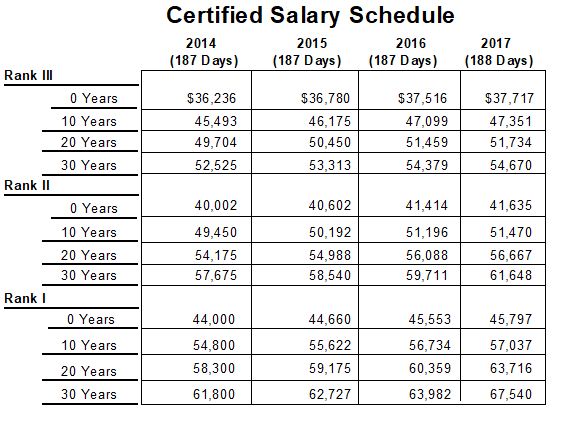 Certified Salary Schedule
2014 2015 2016 2017
(187 Days) (187 Days) (187 Days) (188 Days)
Rank III
0 Years $36,236 $36,780 $37,516 $37,717
10 Years 45,493 46,175 47,099 47,351
20 Years 49,704 50,450 51,459 51,734
30 Years 52,525 53,313 54,379 54,670
Rank II
0 Years 40,002 40,602 41,414 41,635
10 Years 49,450 50,192 51,196 51,470
20 Years 54,175 54,988 56,088 56,667
30 Years 57,675 58,540 59,711 61,648
Rank I
0 Years 44,000 44,660 45,553 45,797
10 Years 54,800 55,622 56,734 57,037
20 Years 58,300 59,175 60,359 63,716
30 Years 61,800 62,727 63,982 67,540